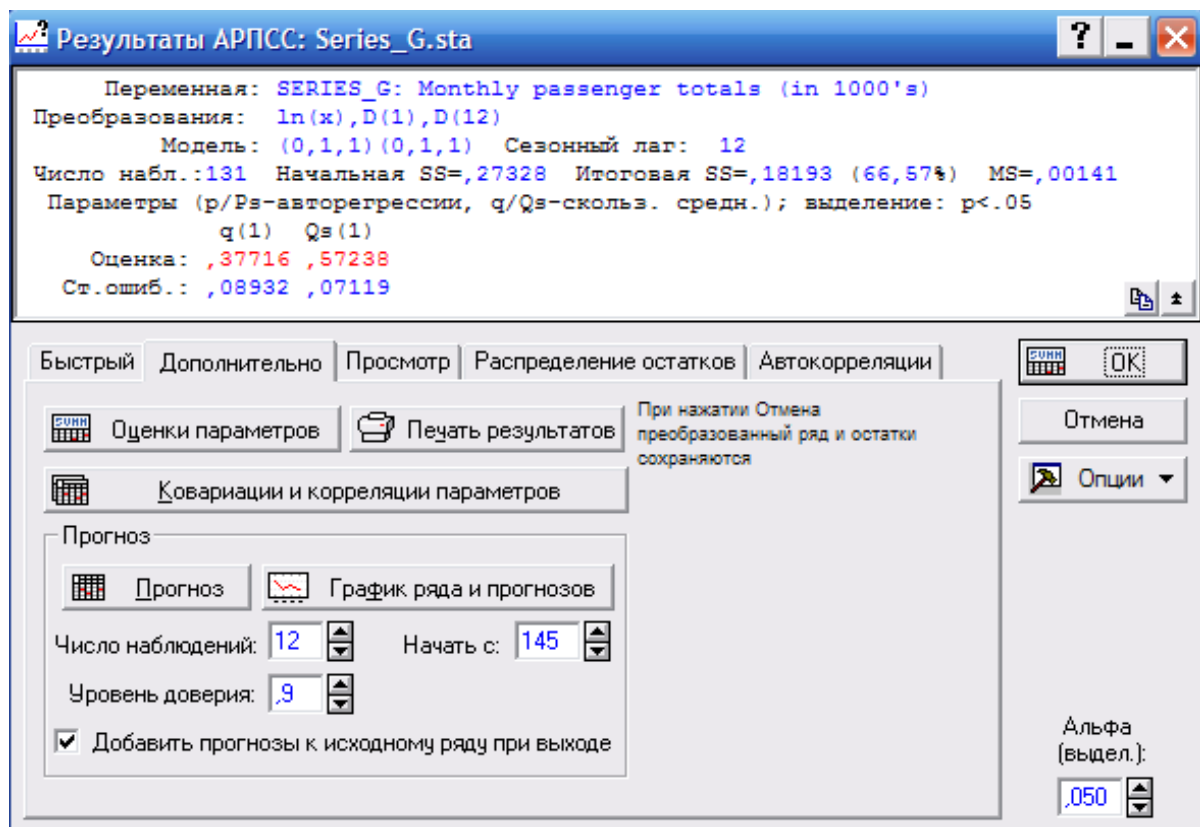 Результаты АРПСС: Series_G.sta
Переменная: SERIES_G: Monthly passenger totals (in 1000's)
Преобразования: ln(x),D(1),D(12)
Модель: (0,1,1)(0,1,1) Сезонный лаг: 12
Число набл.:131 Начальная SS=,27328 Итоговая SS=,18193 (66,57%) MS=,00141
Параметры (p/Ps-авторегрессии, q/Qs-скольз. средн.); выделение: p<.05
q(1) Qs(1)
Оценка: ,37716 ,57238
Ст.ошиб.: ,08932 ,07119
Быстрый Дополнительно Просмотр Распределение остатков Автокорреляции
SUMM OK
SUMM Оценки параметров Печать результатов
При нажатии Отмена
преобразованный ряд и остатки
сохраняются
Отмена
Ковариации и корреляции параметров
Опции
Прогноз
Прогноз График ряда и прогнозов
Число наблюдений: 12 Начать с: 145
Уровень доверия: ,9
Добавить прогнозы к исходному ряду при выходе
Альфа
(выдел.):
,050